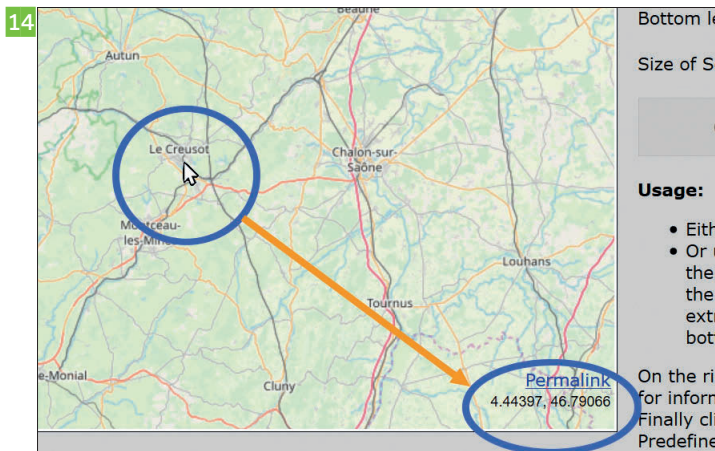 14
Beaune
Autun
Le Creusot
Chalon-sur-
Saône
Montceau-
les-Mines
Louhans
Tournus
Cluny
e-Monial
Permalink
4.44397, 46.79066
Bottom le
Size of S
Usage:
• Eith
• Or u
the
the
extr
bott
On the ri
for inform
Finally cli
Predefine